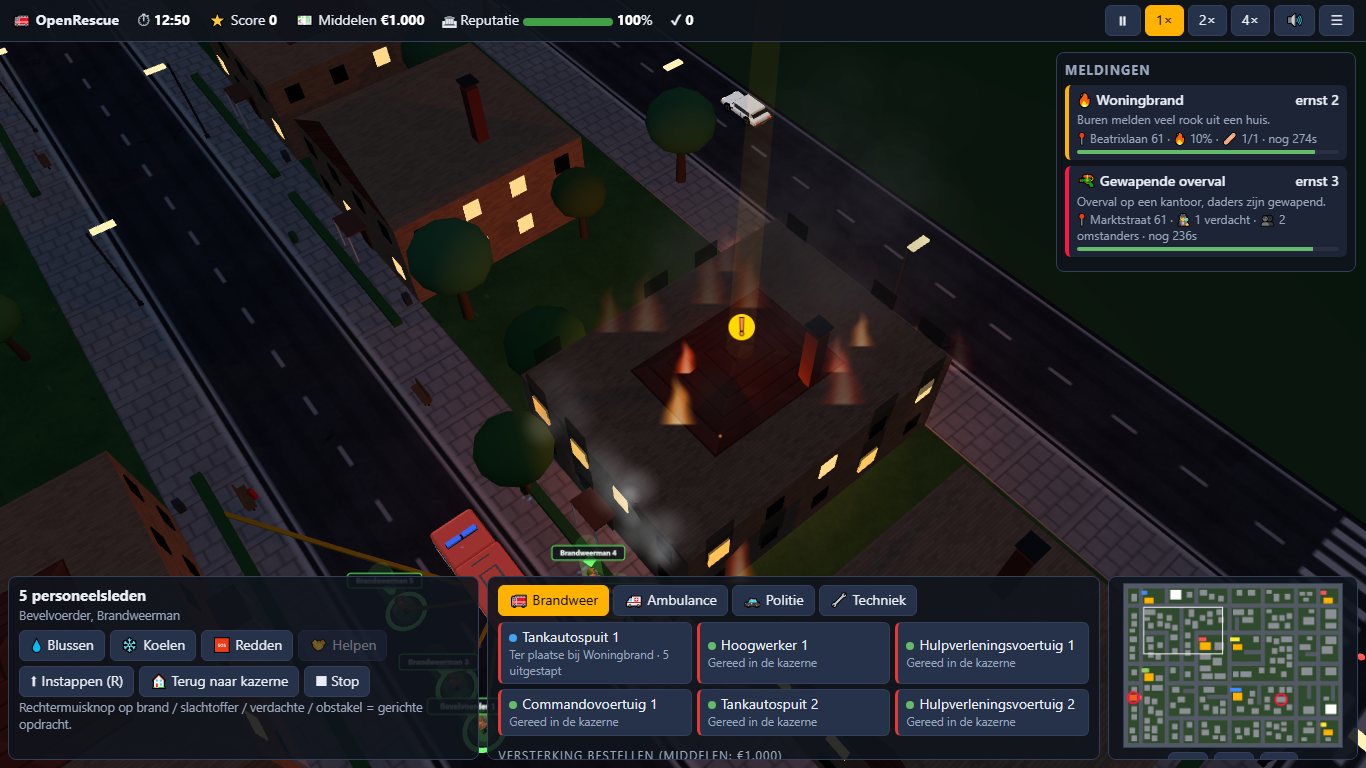 OpenRescue 12:50 Score 0 Middelen €1.000 Reputatie 100% ✓ 0
1× 2× 4×
MELDINGEN
Woningbrand ernst 2
Buren melden veel rook uit een huis.
Beatrixlaan 61 · 10% · 1/1 · nog 274s
Gewapende overval ernst 3
Overval op een kantoor, daders zijn gewapend.
Marktstraat 61 · 1 verdacht · 2
omstanders · nog 236s
Brandweerman 4
5 personeelsleden
Bevelvoerder, Brandweerman
Blussen Koelen Redden Helpen
Instappen (R) Terug naar kazerne Stop
Rechtermuisknop op brand / slachtoffer / verdachte / obstakel = gerichte
opdracht.
Brandweer Ambulance Politie Techniek
Tankautospuit 1
Ter plaatse bij Woningbrand · 5
uitgestapt
Hoogwerker 1
Gereed in de kazerne
Hulpverleningsvoertuig 1
Gereed in de kazerne
Commandovoertuig 1
Gereed in de kazerne
Tankautospuit 2
Gereed in de kazerne
Hulpverleningsvoertuig 2
Gereed in de kazerne
VERSTERKING BESTELLEN (MIDDELEN: €1.000)